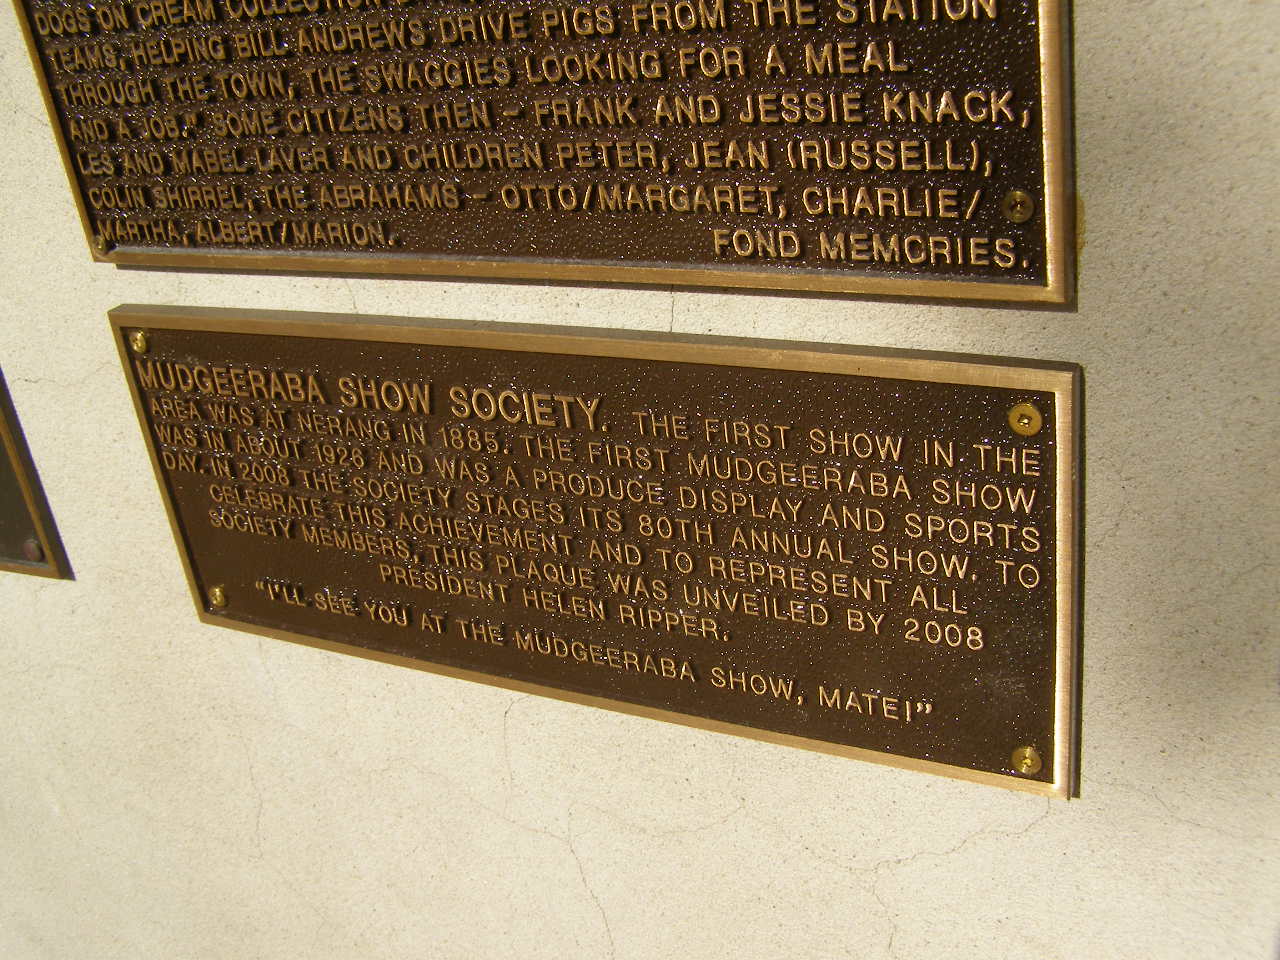 DOGS ON CREAM COLLECTION
TEAMS, HELPING BILL ANDREWS DRIVE PIGS FROM THE STATION
THROUGH THE TOWN, THE SWAGGIES LOOKING FOR A MEAL
AND A JOB." SOME CITIZENS THEN – FRANK AND JESSIE KNACK,
LES AND MABEL LAVER AND CHILDREN PETER, JEAN (RUSSELL),
COLIN SHIRREL, THE ABRAHAMS – OTTO/MARGARET, CHARLIE/
MARTHA, ALBERT/MARION. FOND MEMORIES.
MUDGEERABA SHOW SOCIETY. THE FIRST SHOW IN THE
AREA WAS AT NERANG IN 1885. THE FIRST MUDGEERABA SHOW
WAS IN ABOUT 1926 AND WAS A PRODUCE DISPLAY AND SPORTS
DAY. IN 2008 THE SOCIETY STAGES ITS 80TH ANNUAL SHOW. TO
CELEBRATE THIS ACHIEVEMENT AND TO REPRESENT ALL
SOCIETY MEMBERS, THIS PLAQUE WAS UNVEILED BY 2008
PRESIDENT HELEN RIPPER.
"I'LL SEE YOU AT THE MUDGEERABA SHOW, MATE!"